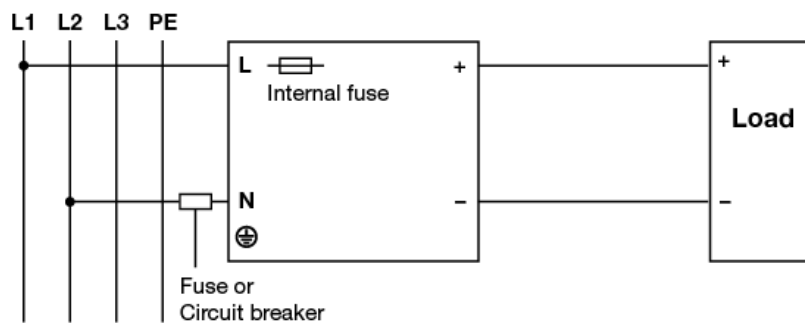 L1 L2 L3 PE
L + +
Internal fuse
Load
N − −
Fuse or
Circuit breaker